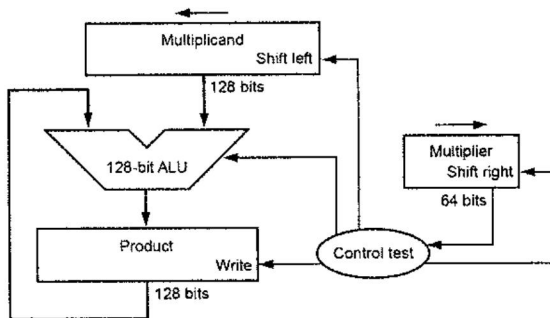 Multiplicand
Shift left
128 bits
128-bit ALU
Multiplier
Shift right
64 bits
Product
Write
Control test
128 bits